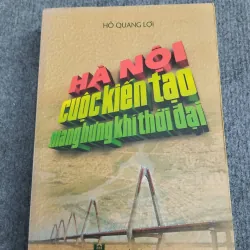 HỒ QUANG LỢI
HÀ NỘI
cuộc kiến tạo
mang hùng khí thời đại